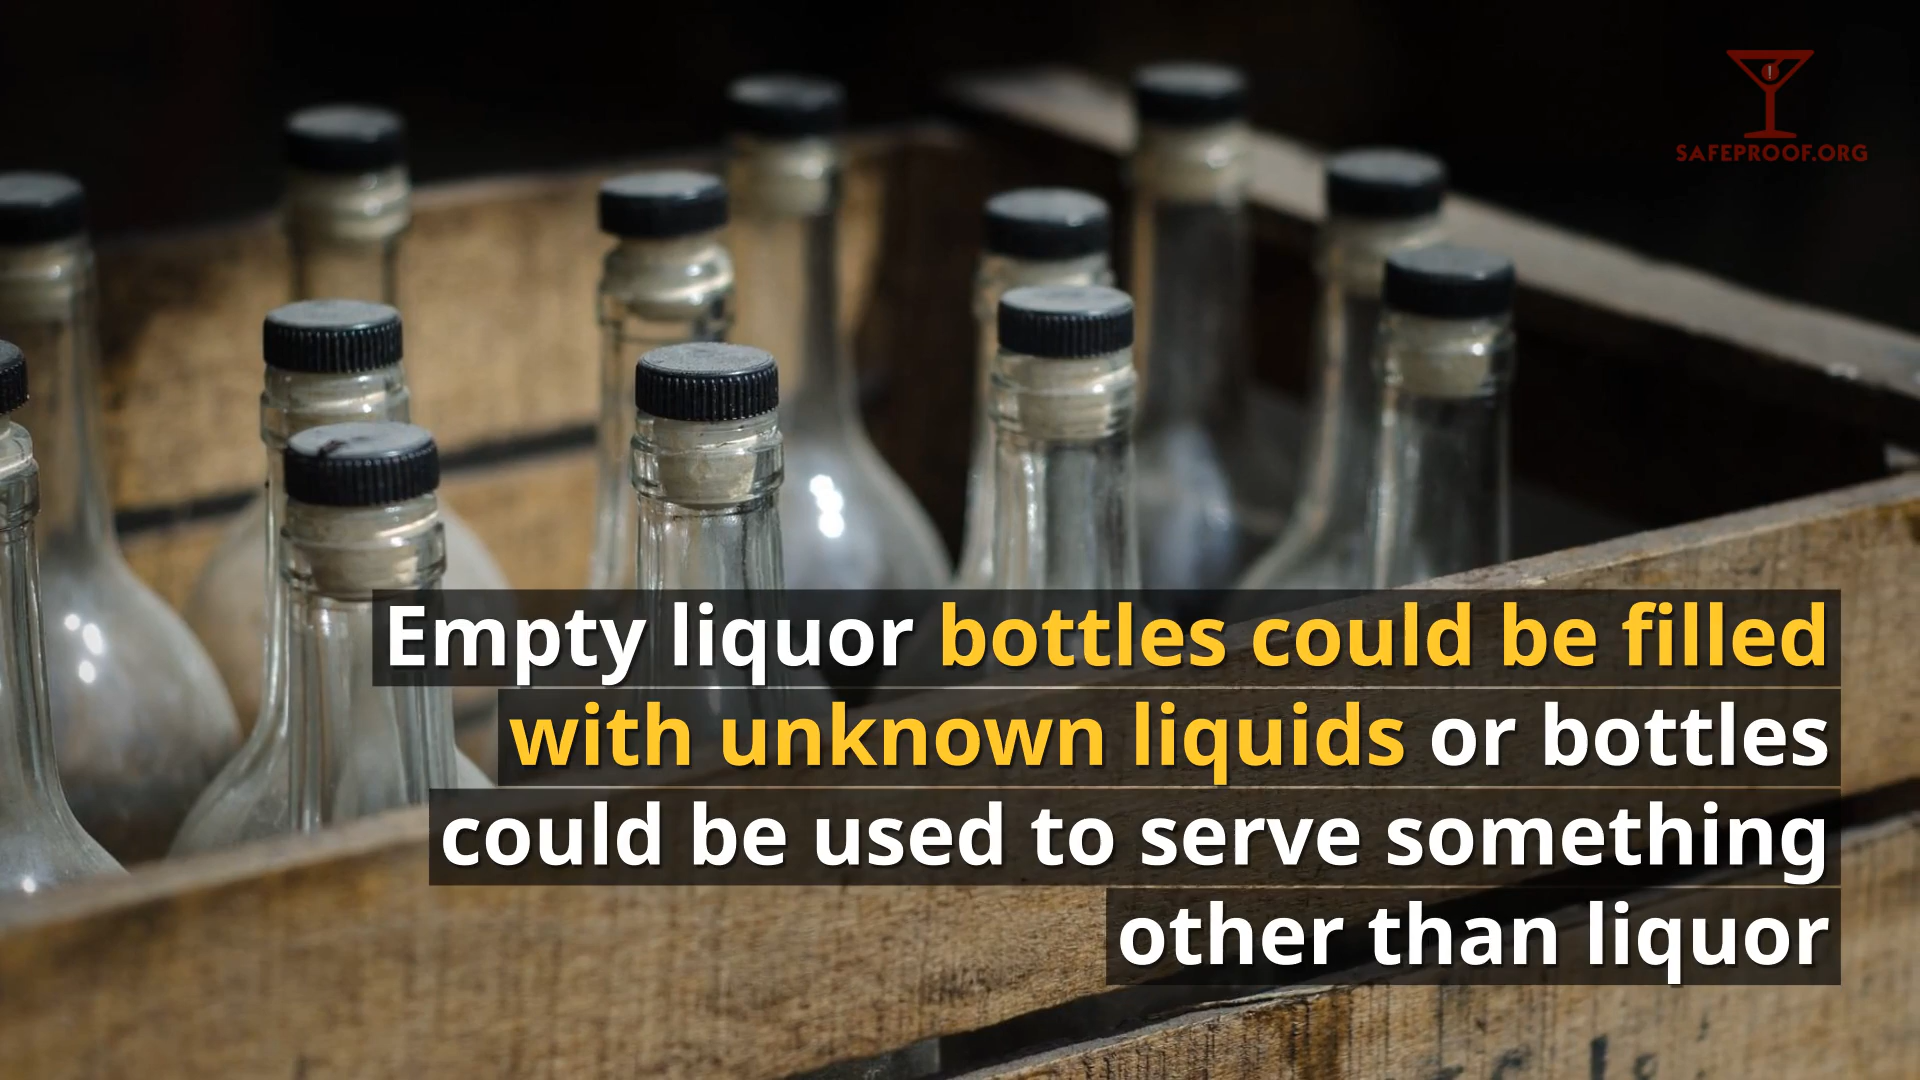 SAFEPROOF.ORG
Empty liquor bottles could be filled
with unknown liquids or bottles
could be used to serve something
other than liquor